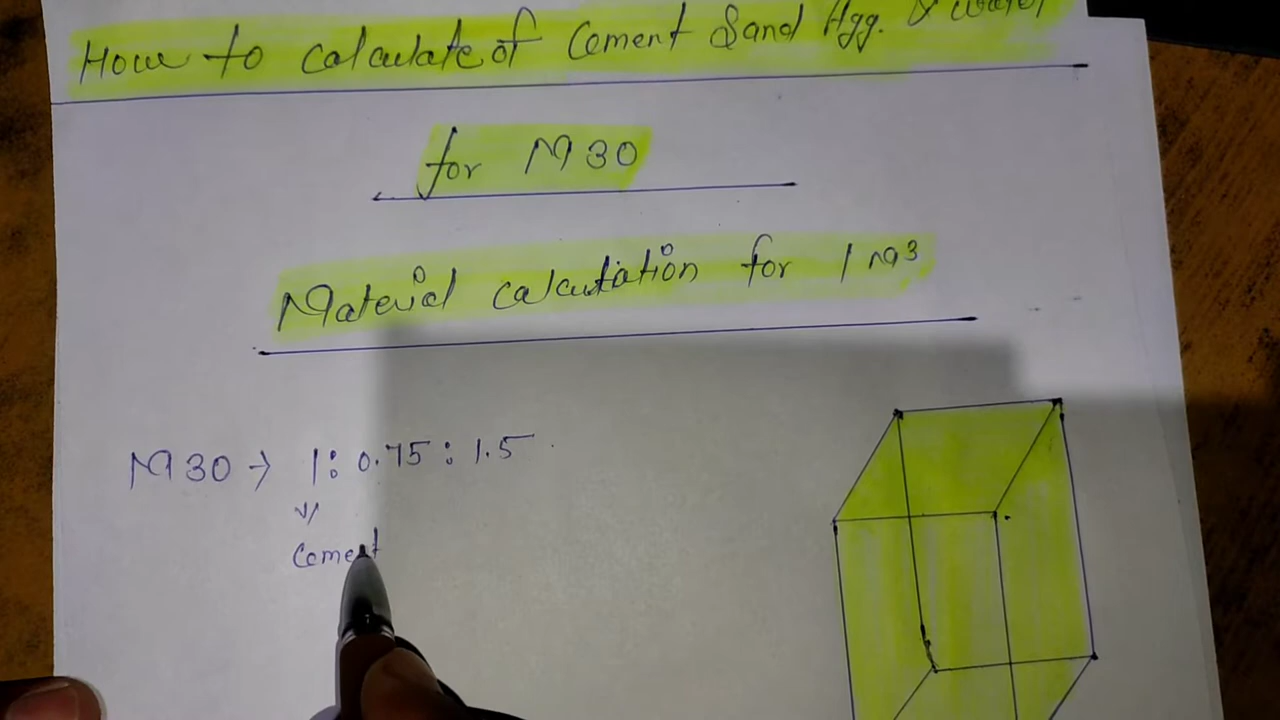 How to calculate of Cement Sand Agg. & water
for M30
Material calculation for 1 M³
M30 → 1 : 0.75 : 1.5
Cement